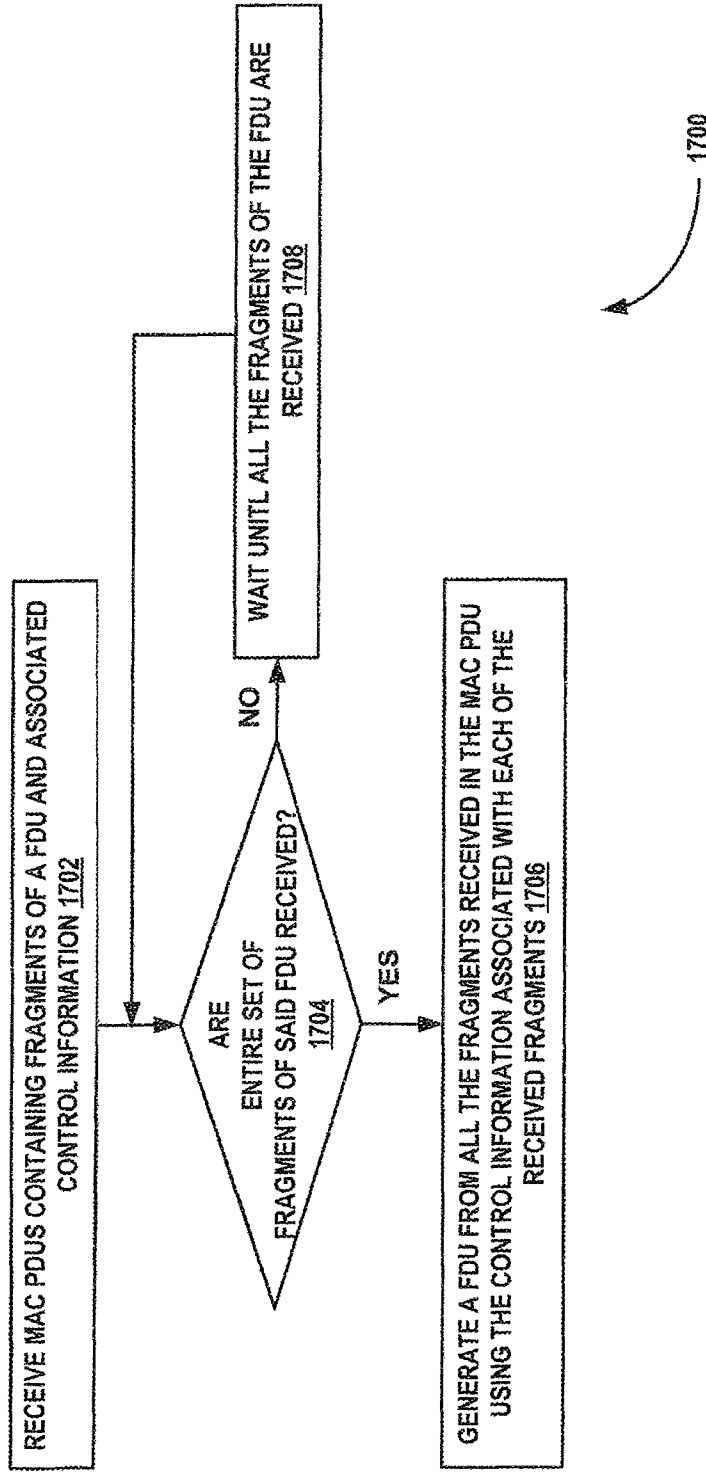 RECEIVE MAC PDUS CONTAINING FRAGMENTS OF A FDU AND ASSOCIATED
CONTROL INFORMATION 1702
ARE
ENTIRE SET OF
FRAGMENTS OF SAID FDU RECEIVED?
1704
NO
WAIT UNITL ALL THE FRAGMENTS OF THE FDU ARE
RECEIVED 1708
YES
GENERATE A FDU FROM ALL THE FRAGMENTS RECEIVED IN THE MAC PDU
USING THE CONTROL INFORMATION ASSOCIATED WITH EACH OF THE
RECEIVED FRAGMENTS 1706
1700